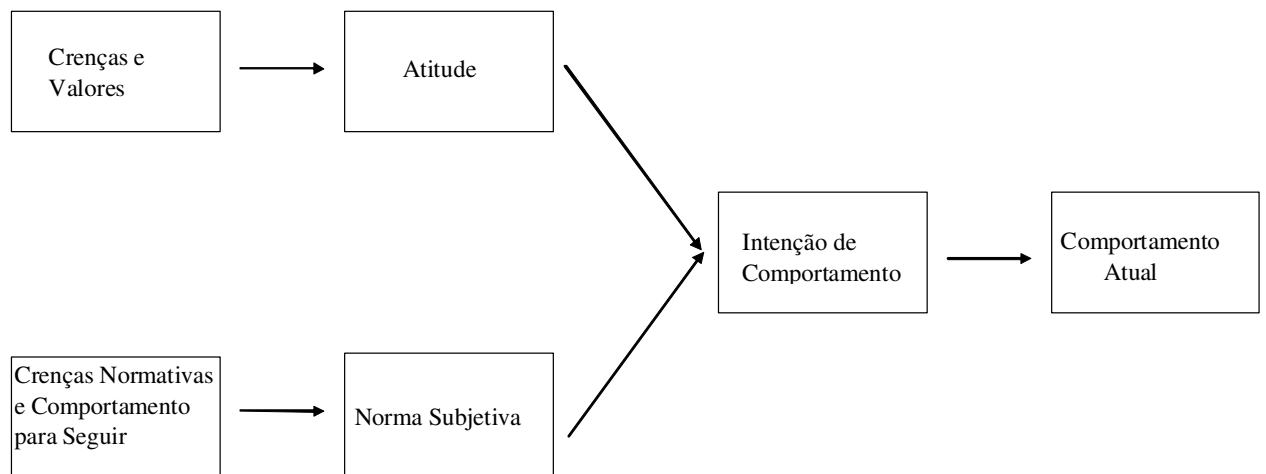 Crenças e
Valores
Atitude
Intenção de
Comportamento
Comportamento
Atual
Crenças Normativas
e Comportamento
para Seguir
Norma Subjetiva